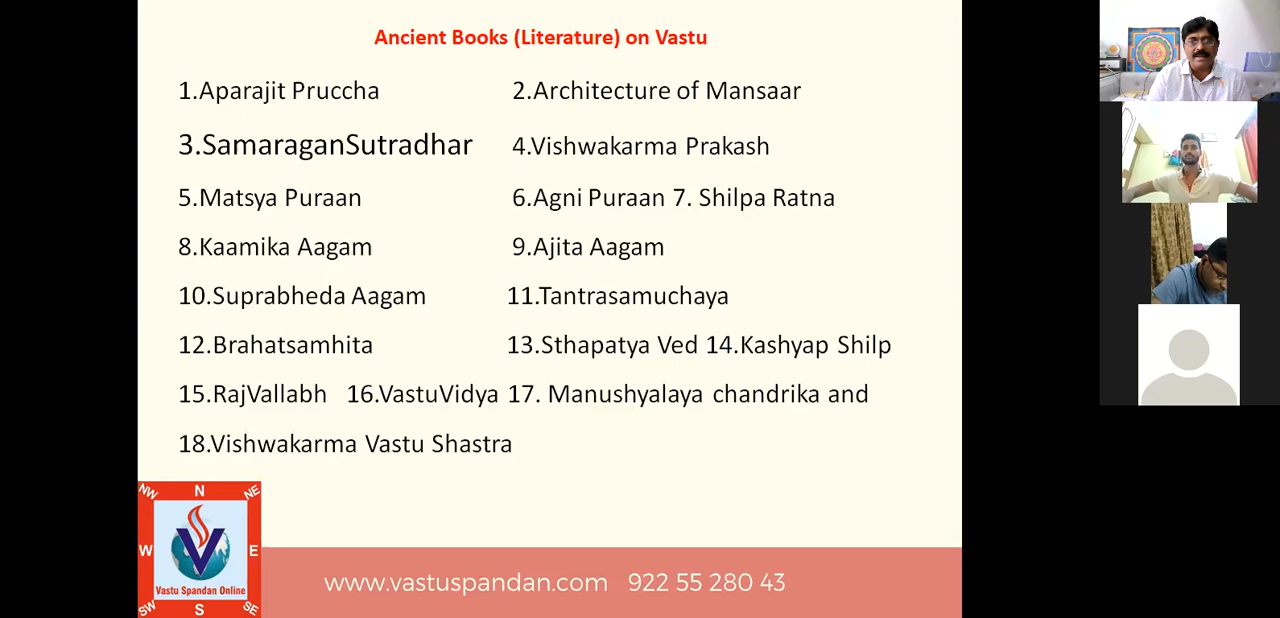 Ancient Books (Literature) on Vastu
1.Aparajit Pruccha 2.Architecture of Mansaar
3.SamaraganSutradhar 4.Vishwakarma Prakash
5.Matsya Puraan 6.Agni Puraan 7. Shilpa Ratna
8.Kaamika Aagam 9.Ajita Aagam
10.Suprabheda Aagam 11.Tantrasamuchaya
12.Brahatsamhita 13.Sthapatya Ved 14.Kashyap Shilp
15.RajVallabh 16.VastuVidya 17. Manushyalaya chandrika and
18.Vishwakarma Vastu Shastra
NW N NE
W V E
Vastu Spandan Online
SW S SE
www.vastuspandan.com 922 55 280 43